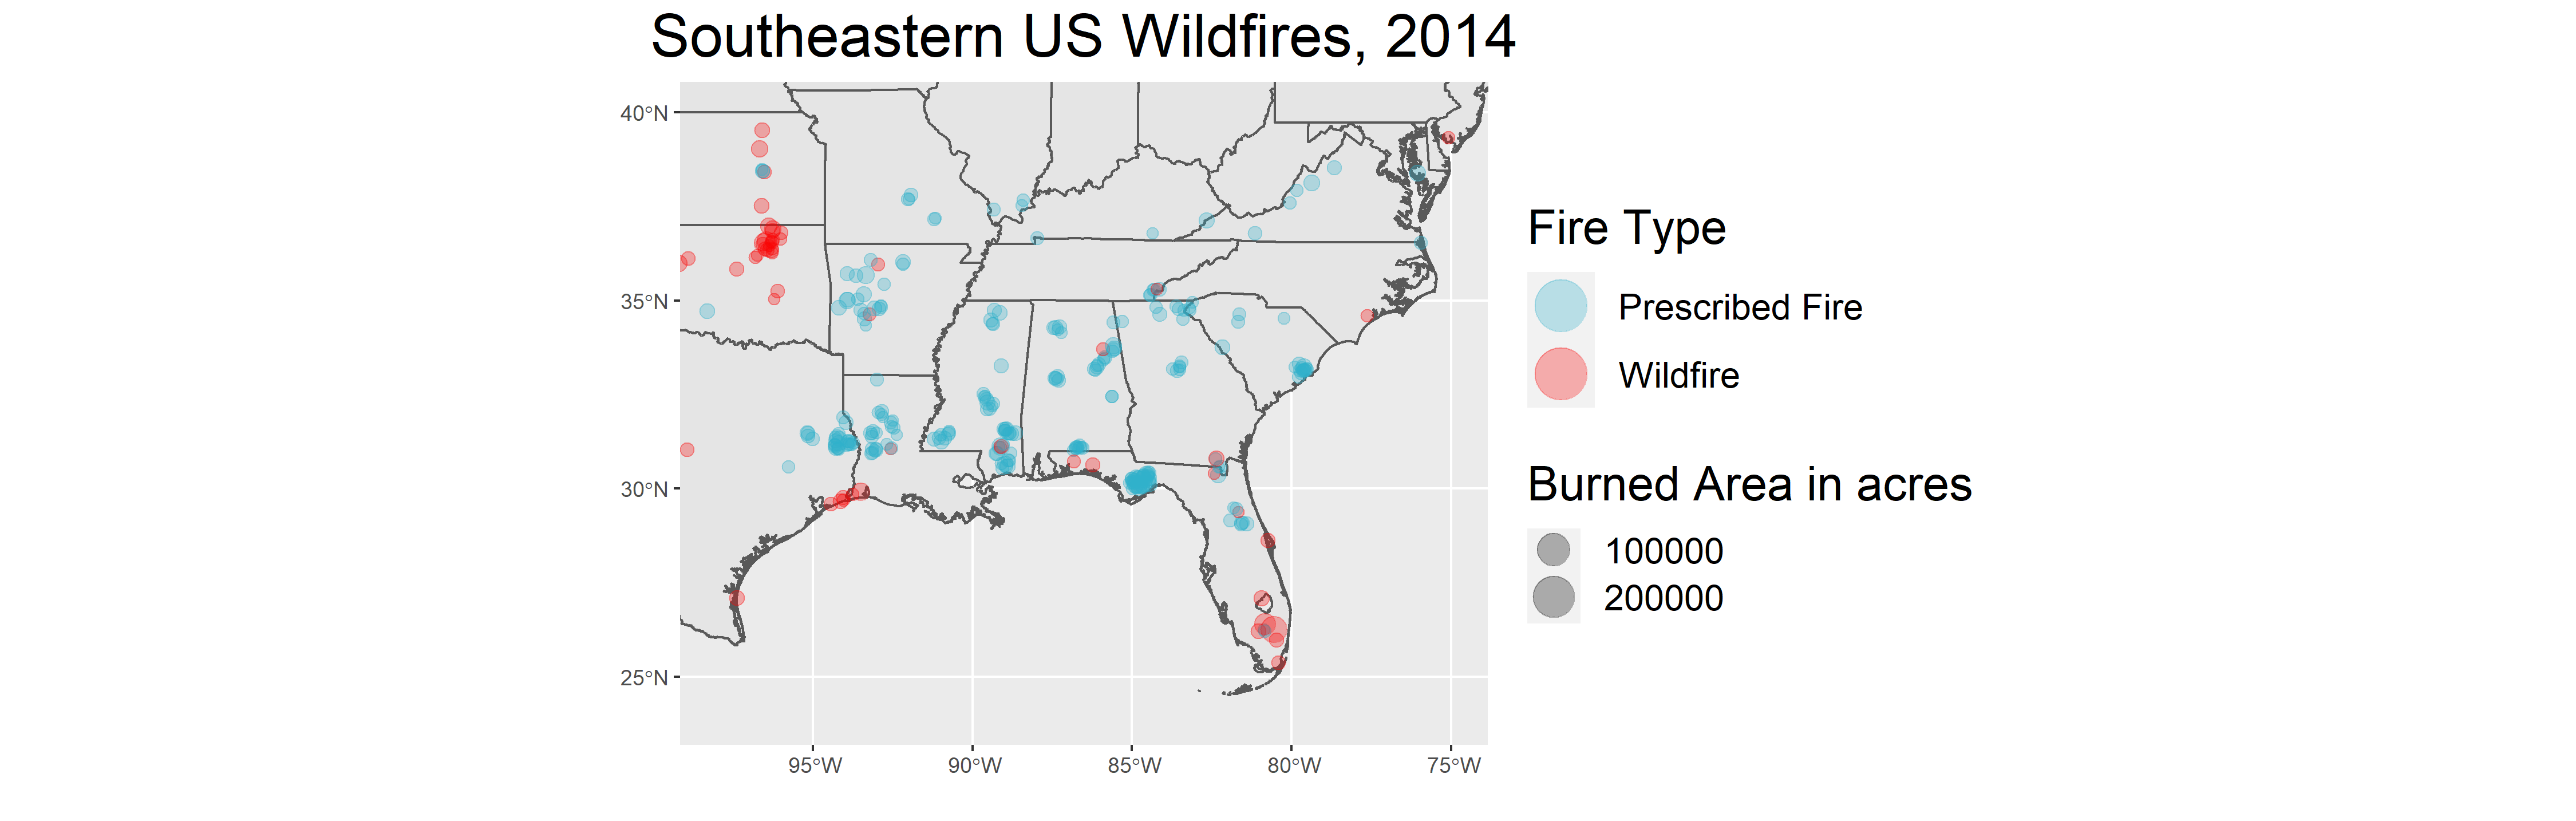 Southeastern US Wildfires, 2014
40°N
35°N
30°N
25°N
95°W
90°W
85°W
80°W
75°W
Fire Type
Prescribed Fire
Wildfire
Burned Area in acres
100000
200000